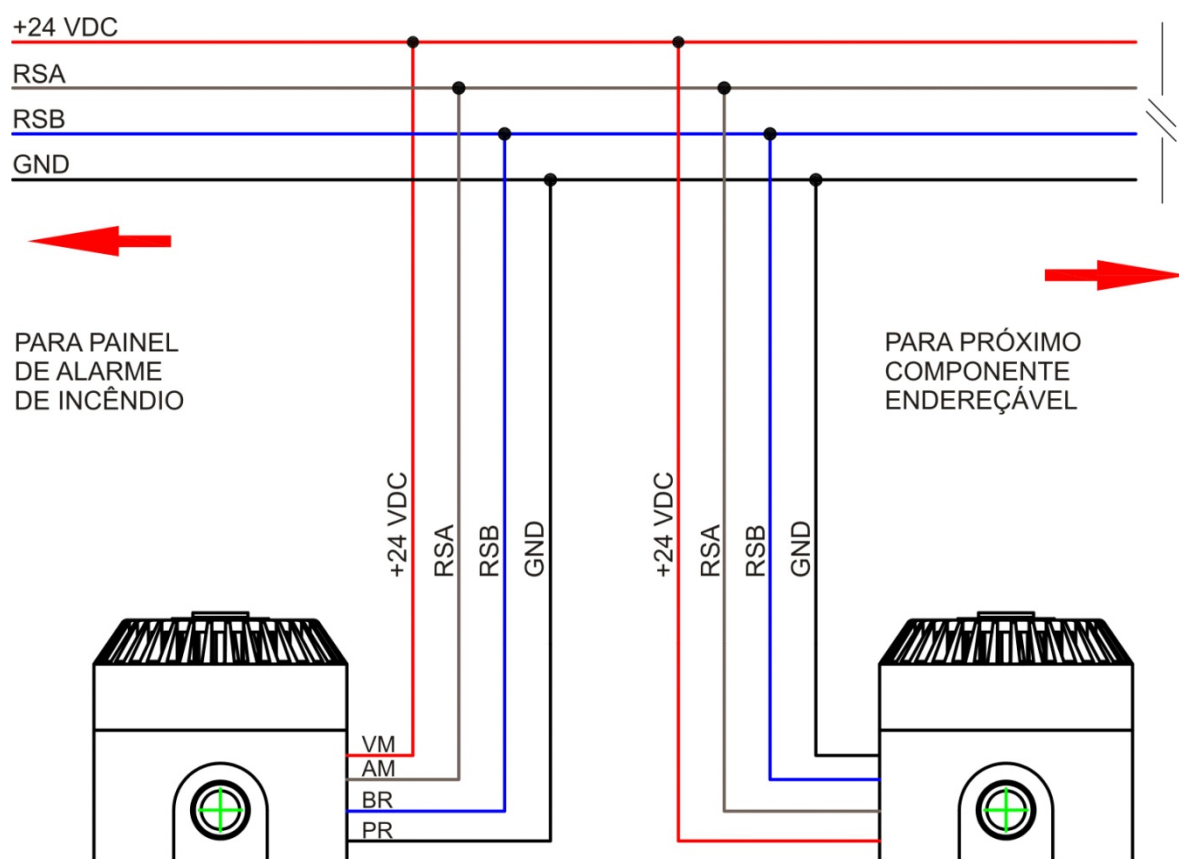 +24 VDC
RSA
RSB
GND
PARA PAINEL
DE ALARME
DE INCÊNDIO
PARA PRÓXIMO
COMPONENTE
ENDEREÇÁVEL
+24 VDC
RSA
RSB
GND
+24 VDC
RSA
RSB
GND
VM
AM
BR
PR